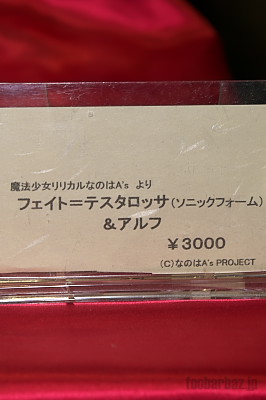 魔法少女リリカルなのはA's より
フェイト＝テスタロッサ(ソニックフォーム)
＆アルフ
￥3000
(C)なのはA's PROJECT
funbarbaz.jp